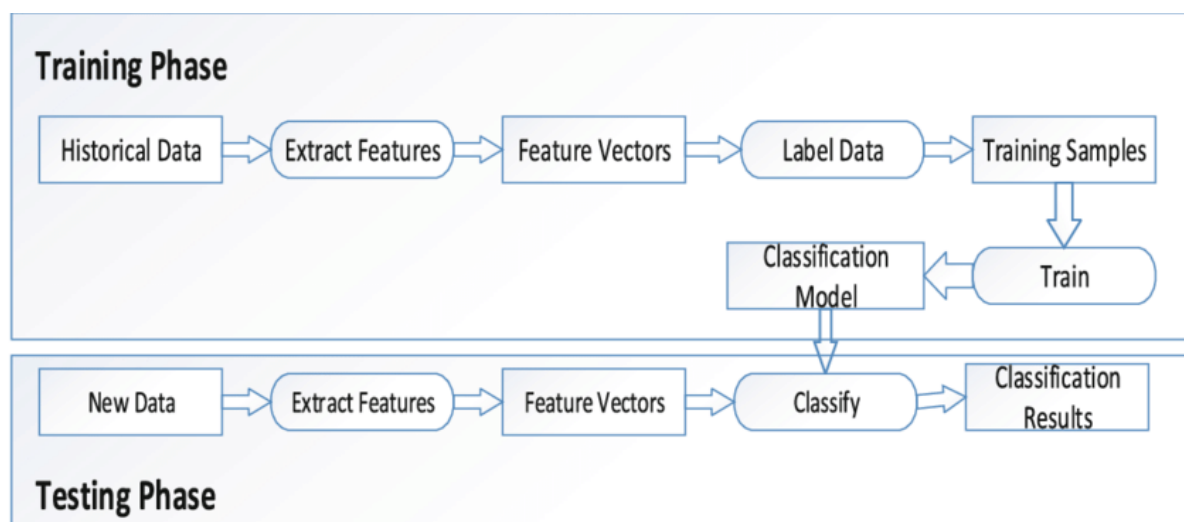 Training Phase
Historical Data
Extract Features
Feature Vectors
Label Data
Training Samples
Classification
Model
Train
New Data
Extract Features
Feature Vectors
Classify
Classification
Results
Testing Phase